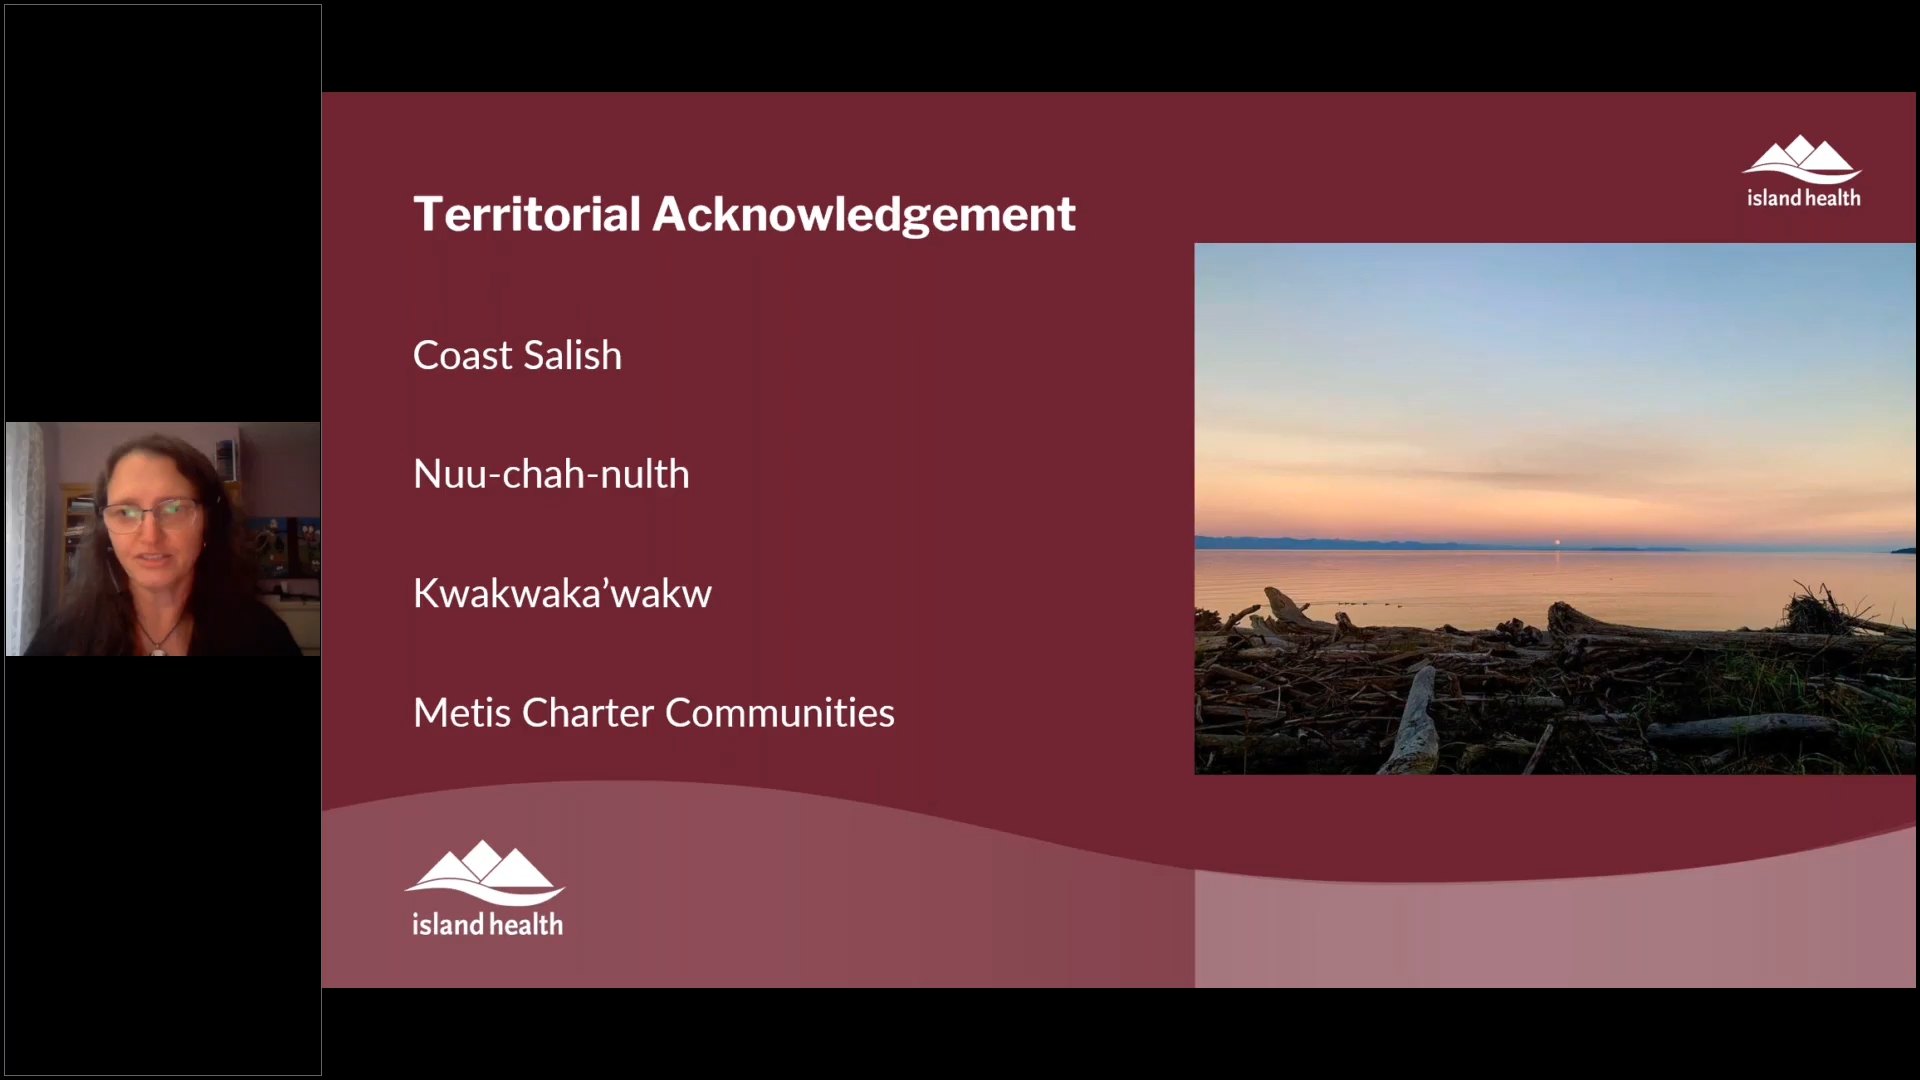 island health
Territorial Acknowledgement
Coast Salish
Nuu-chah-nulth
Kwakwaka’wakw
Metis Charter Communities
island health